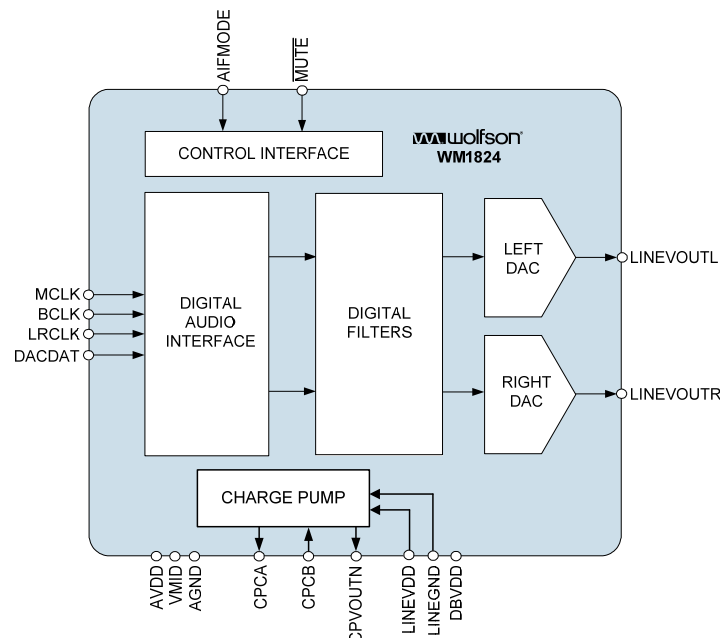 AIFMODE
MUTE
wolfson
WM1824
CONTROL INTERFACE
LEFT
DAC
LINEVOUTL
MCLK
BCLK
LRCLK
DACDAT
DIGITAL
AUDIO
INTERFACE
DIGITAL
FILTERS
RIGHT
DAC
LINEVOUTR
CHARGE PUMP
AVDD
VMID
AGND
CPCA
CPCB
CPVOUTN
LINEVDD
LINEGND
DBVDD